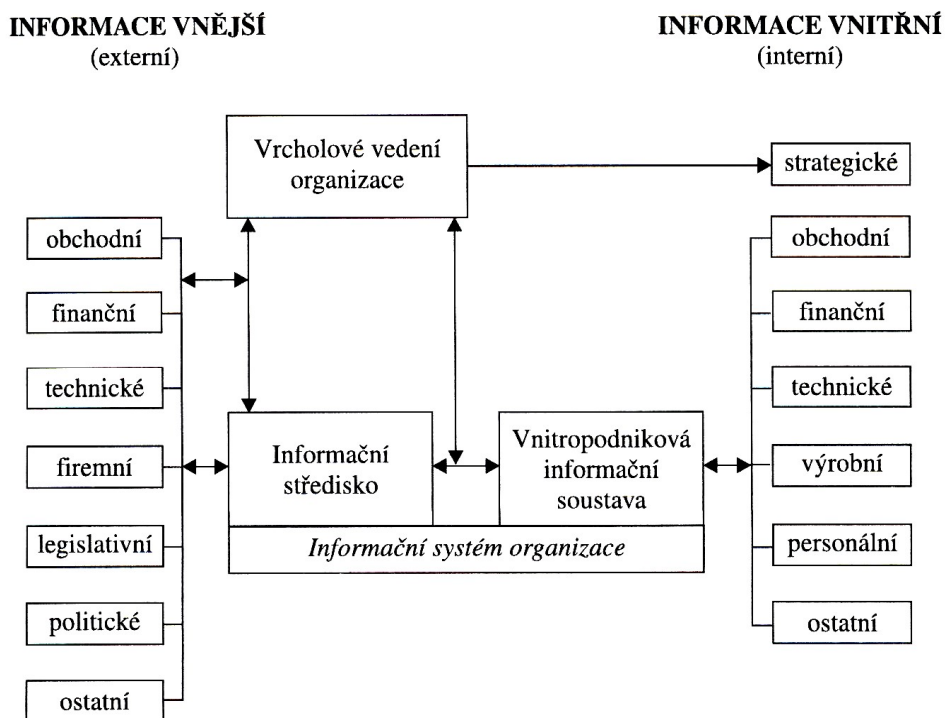 INFORMACE VNĚJŠÍ
(externí)
INFORMACE VNITŘNÍ
(interní)
Vrcholové vedení
organizace
strategické
obchodní
finanční
technické
firemní
legislativní
politické
ostatní
Informační
středisko
Vnitropodniková
informační
soustava
Informační systém organizace
obchodní
finanční
technické
výrobní
personální
ostatní